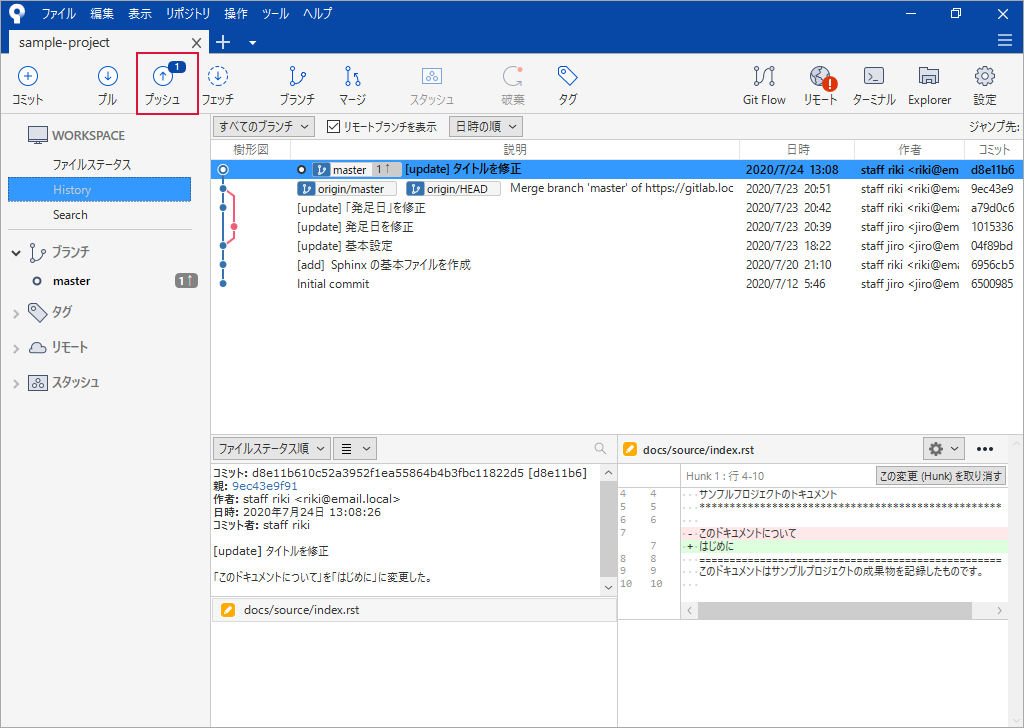 ファイル 編集 表示 リポジトリ 操作 ツール ヘルプ
sample-project
コミット プル プッシュ 1 フェッチ ブランチ マージ スタッシュ 破棄 タグ Git Flow リモート ターミナル Explorer 設定
WORKSPACE
ファイルステータス
History
Search
ブランチ
master 1↑
タグ
リモート
スタッシュ
すべてのブランチ リモートブランチを表示 日時の順 ジャンプ先:
樹形図 説明 日時 作者 コミット
master 1↑ [update] タイトルを修正 2020/7/24 13:08 staff riki <riki@em d8e11b6
origin/master origin/HEAD Merge branch 'master' of https://gitlab.loc 2020/7/23 20:51 staff riki <riki@em 9ec43e9
[update] 「発足日」を修正 2020/7/23 20:42 staff riki <riki@em a79d0c6
[update] 発足日を修正 2020/7/23 20:39 staff jiro <jiro@em 1015336
[update] 基本設定 2020/7/23 18:22 staff jiro <jiro@em 04f89bd
[add] Sphinx の基本ファイルを作成 2020/7/20 21:10 staff riki <riki@em 6956cb5
Initial commit 2020/7/12 5:46 staff jiro <jiro@em 6500985
ファイルステータス順
コミット: d8e11b610c52a3952f1ea55864b4b3fbc11822d5 [d8e11b6]
親: 9ec43e9f91
作者: staff riki <riki@email.local>
日時: 2020年7月24日 13:08:26
コミット者: staff riki
[update] タイトルを修正
「このドキュメントについて」を「はじめに」に変更した。
docs/source/index.rst
docs/source/index.rst
Hunk 1 : 行 4-10 この変更 (Hunk) を取り消す
4 4 サンプルプロジェクトのドキュメント
5 5 **************************************************
6 6
7 - このドキュメントについて
7 + はじめに
8 8 ==================================================
9 9 このドキュメントはサンプルプロジェクトの成果物を記録したものです。
10 10